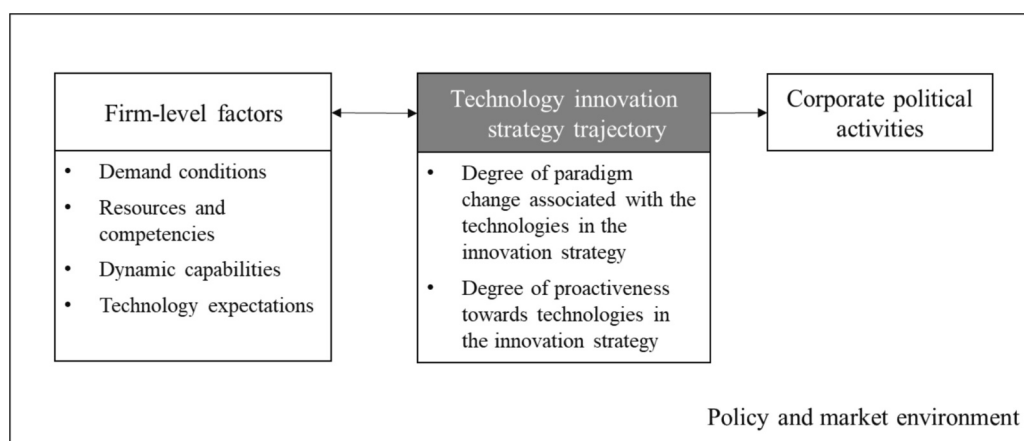 Firm-level factors
• Demand conditions
• Resources and
competencies
• Dynamic capabilities
• Technology expectations
Technology innovation
strategy trajectory
• Degree of paradigm
change associated with the
technologies in the
innovation strategy
• Degree of proactiveness
towards technologies in
the innovation strategy
Corporate political
activities
Policy and market environment